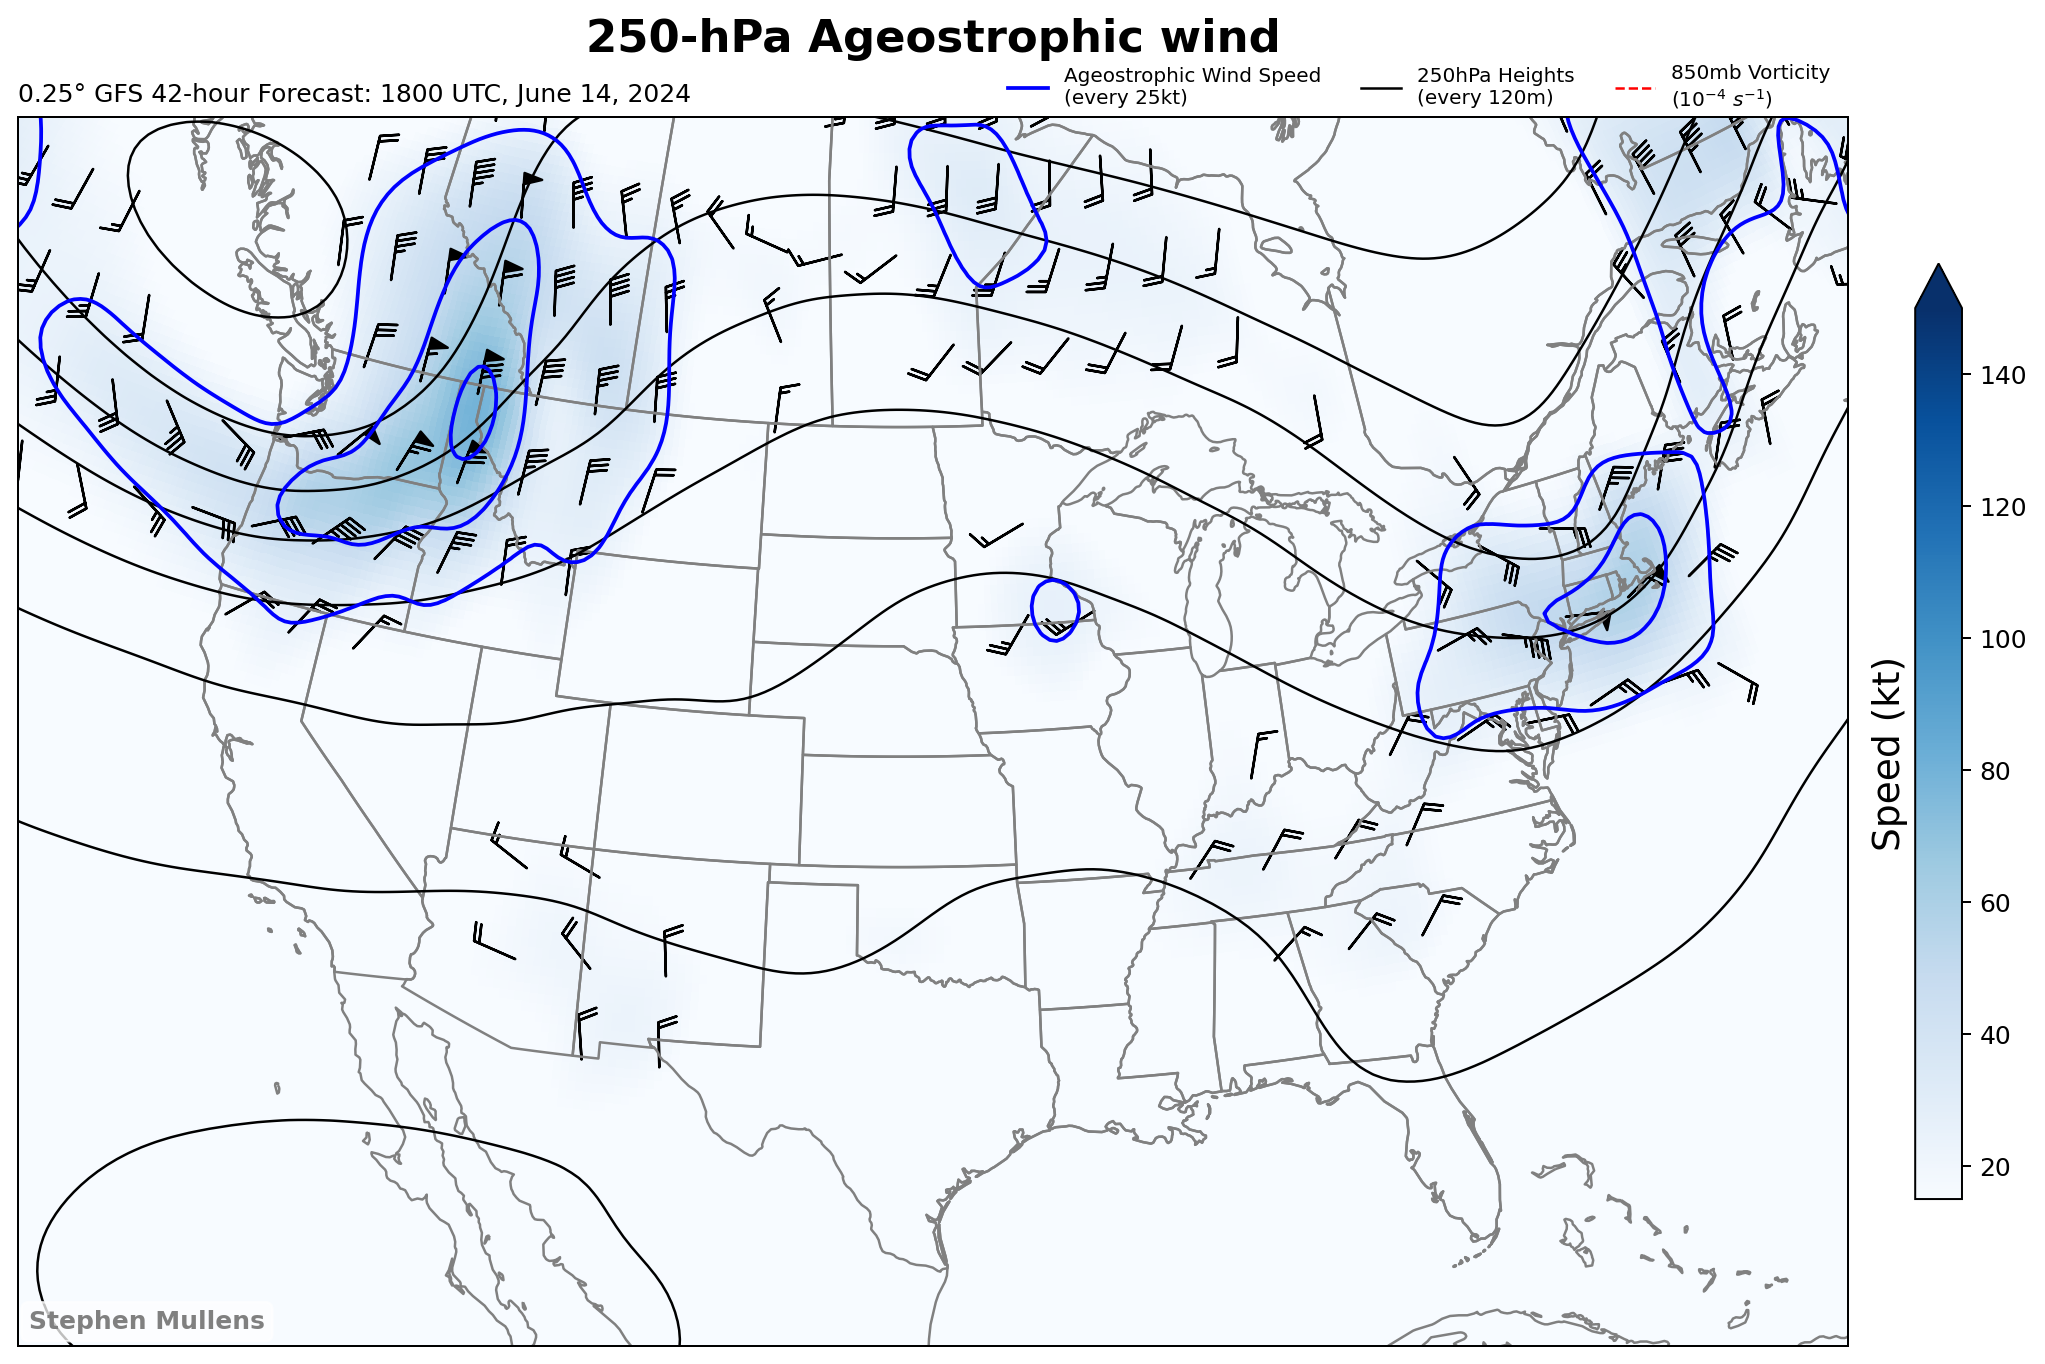 250-hPa Ageostrophic wind
0.25° GFS 42-hour Forecast: 1800 UTC, June 14, 2024
Ageostrophic Wind Speed
(every 25kt)
250hPa Heights
(every 120m)
850mb Vorticity
(10⁻⁴ s⁻¹)
140
120
100
80
60
40
20
Speed (kt)
Stephen Mullens